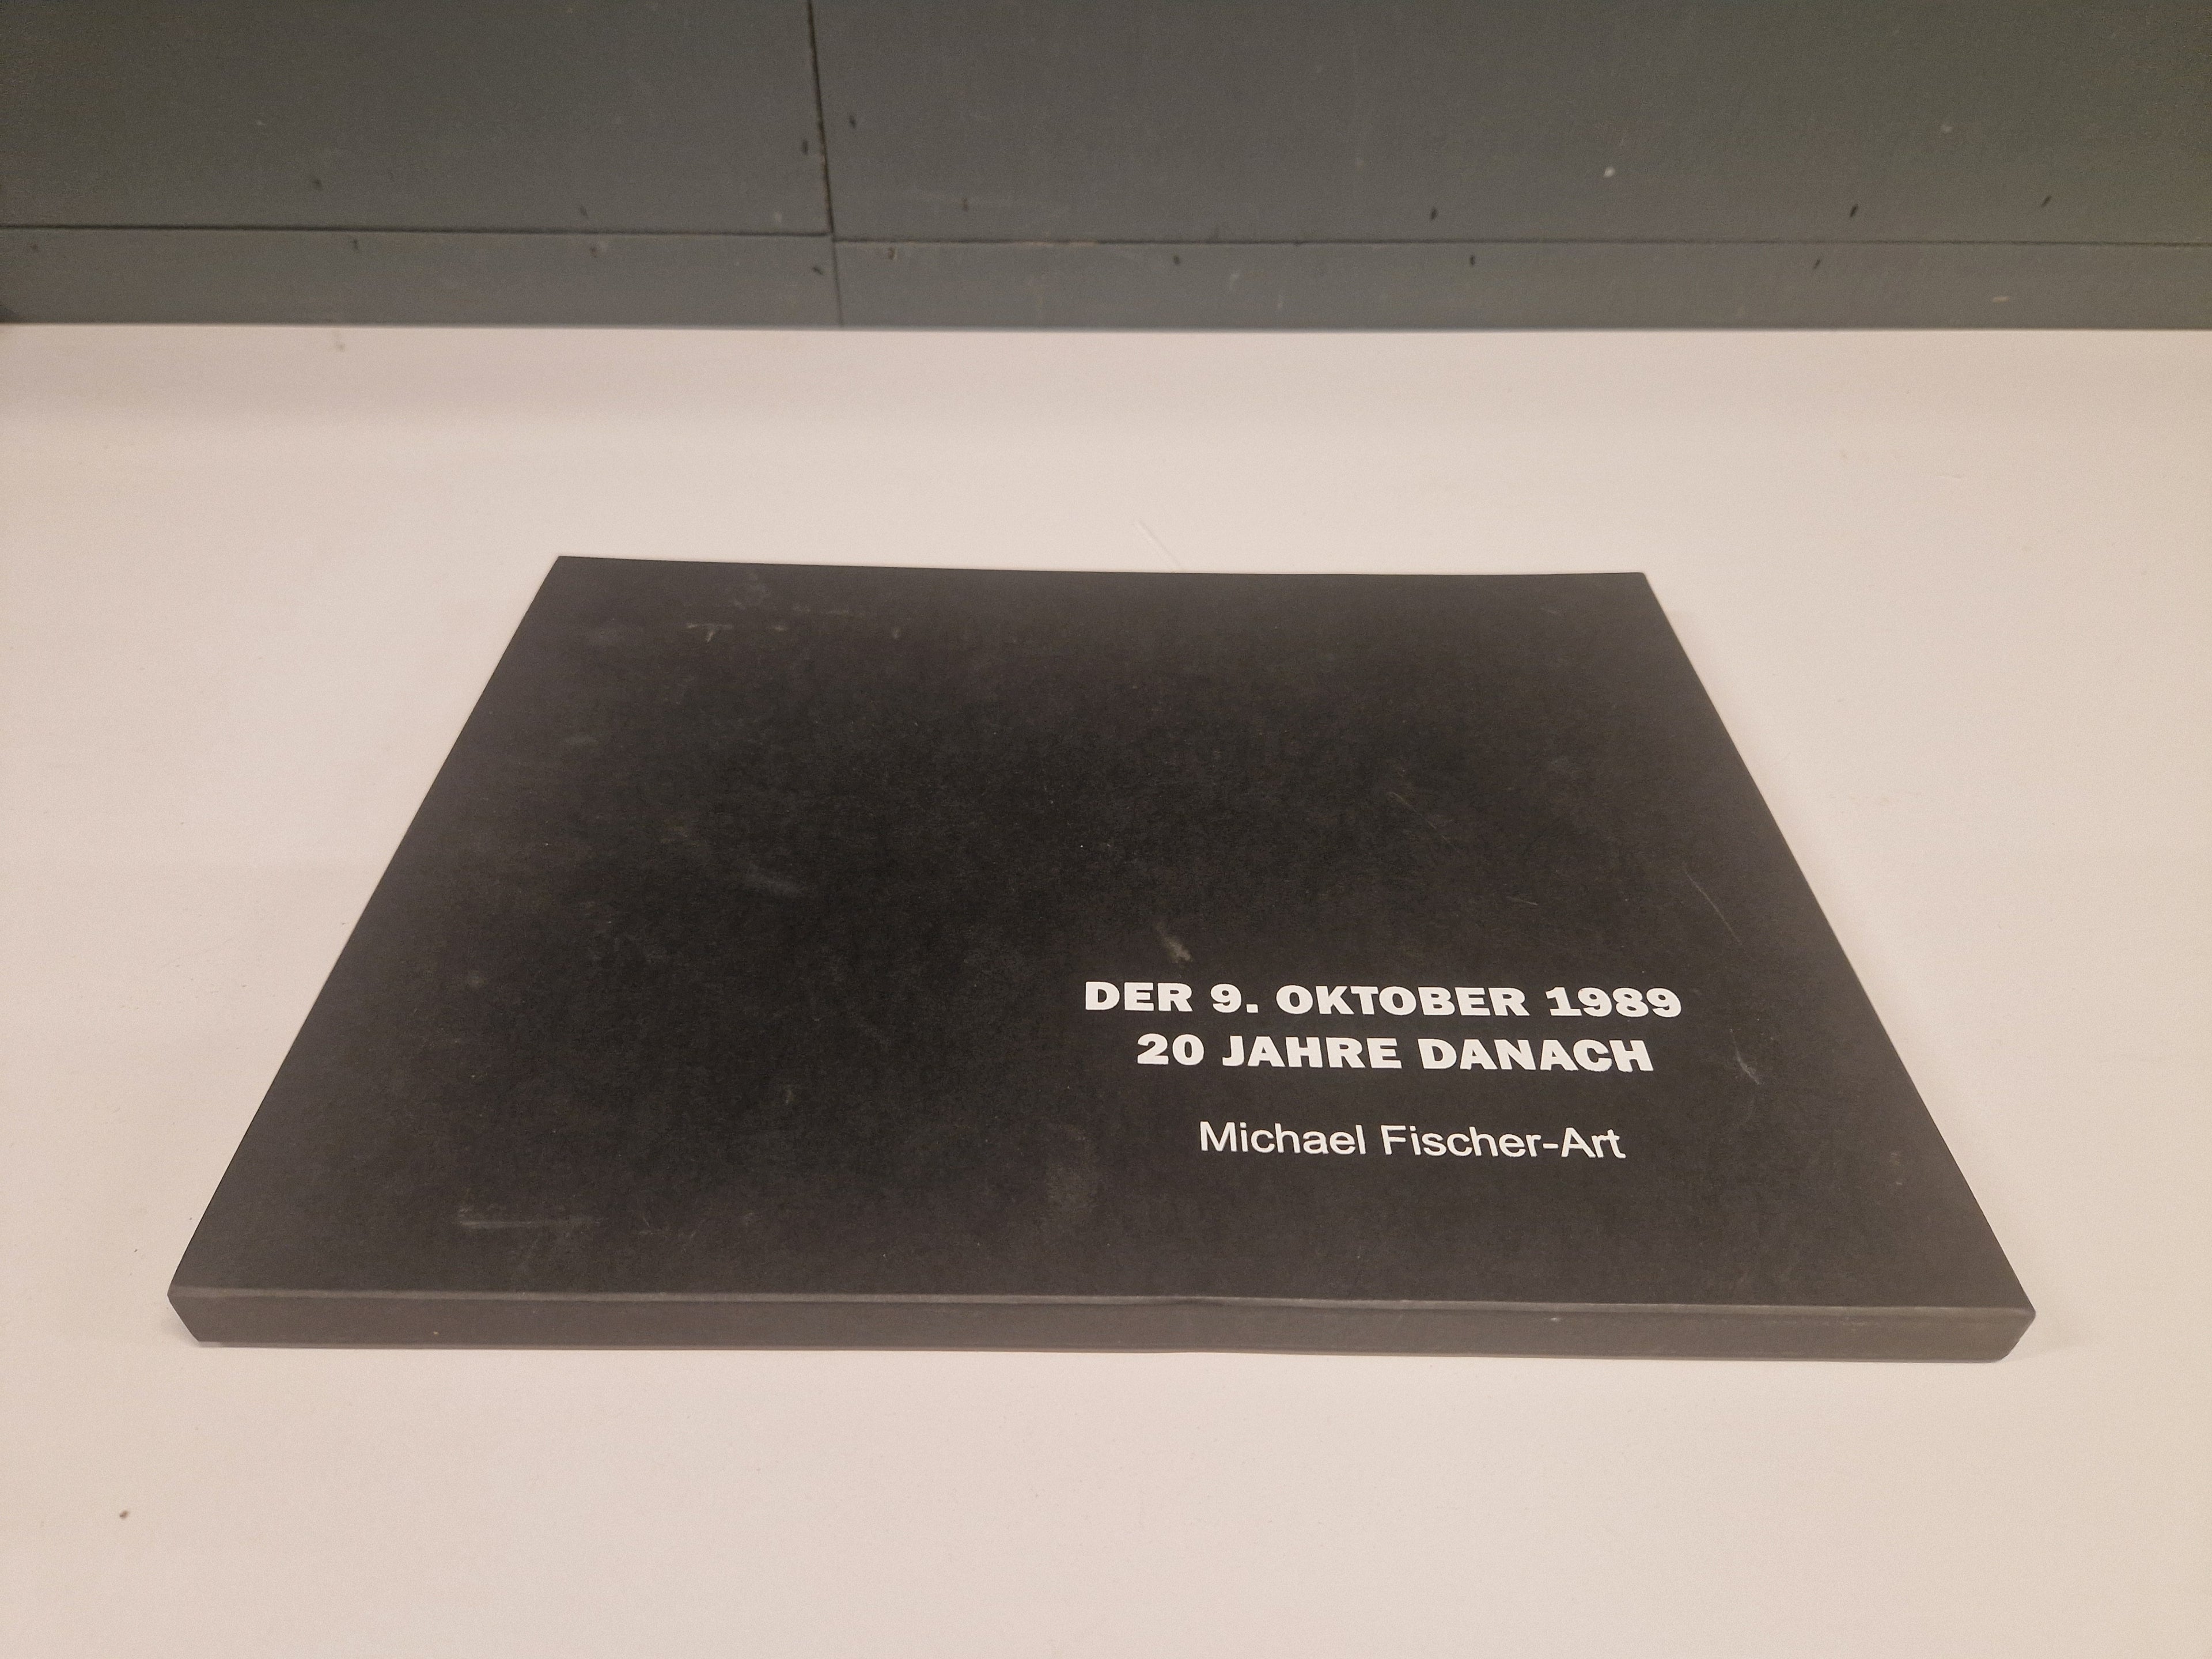 DER 9. OKTOBER 1989
20 JAHRE DANACH
Michael Fischer-Art